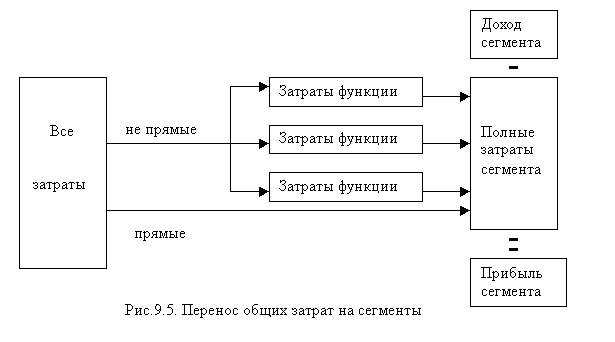 Доход
сегмента
Все
затраты
не прямые
Затраты функции
Затраты функции
Затраты функции
прямые
Полные
затраты
сегмента
Прибыль
сегмента
Рис.9.5. Перенос общих затрат на сегменты